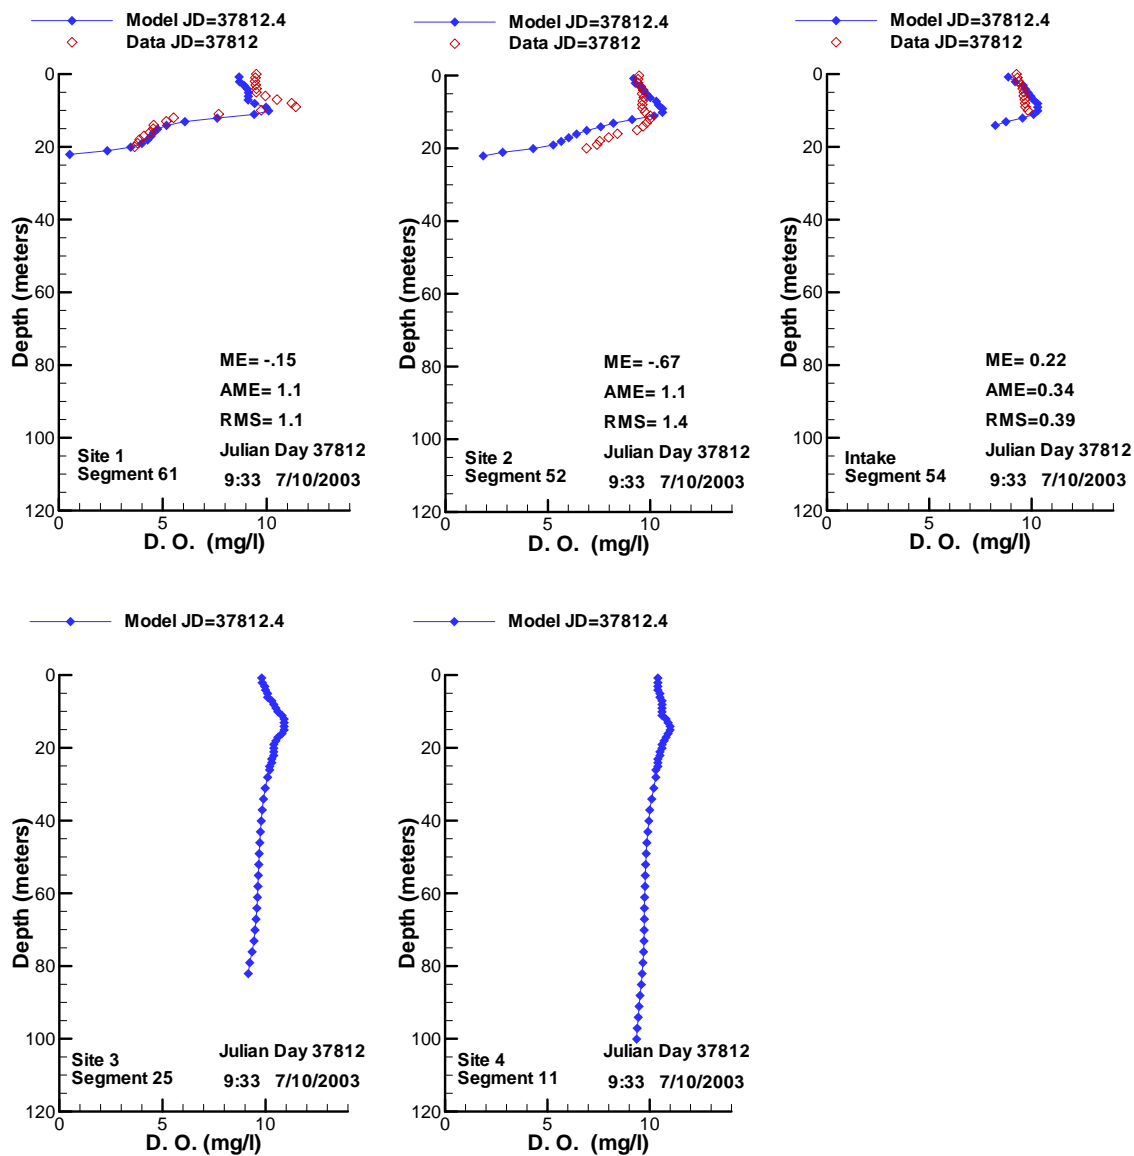 Model JD=37812.4
Data JD=37812
0
20
40
60
80
100
120
Depth (meters)
ME= -.15
AME= 1.1
RMS= 1.1
Julian Day 37812
9:33 7/10/2003
Site 1
Segment 61
0 5 10
D. O. (mg/l)
Model JD=37812.4
Data JD=37812
0
20
40
60
80
100
120
Depth (meters)
ME= -.67
AME= 1.1
RMS= 1.4
Julian Day 37812
9:33 7/10/2003
Site 2
Segment 52
0 5 10
D. O. (mg/l)
Model JD=37812.4
Data JD=37812
0
20
40
60
80
100
120
Depth (meters)
ME= 0.22
AME=0.34
RMS=0.39
Julian Day 37812
9:33 7/10/2003
Intake
Segment 54
0 5 10
D. O. (mg/l)
Model JD=37812.4
0
20
40
60
80
100
120
Depth (meters)
Julian Day 37812
9:33 7/10/2003
Site 3
Segment 25
0 5 10
D. O. (mg/l)
Model JD=37812.4
0
20
40
60
80
100
120
Depth (meters)
Julian Day 37812
9:33 7/10/2003
Site 4
Segment 11
0 5 10
D. O. (mg/l)